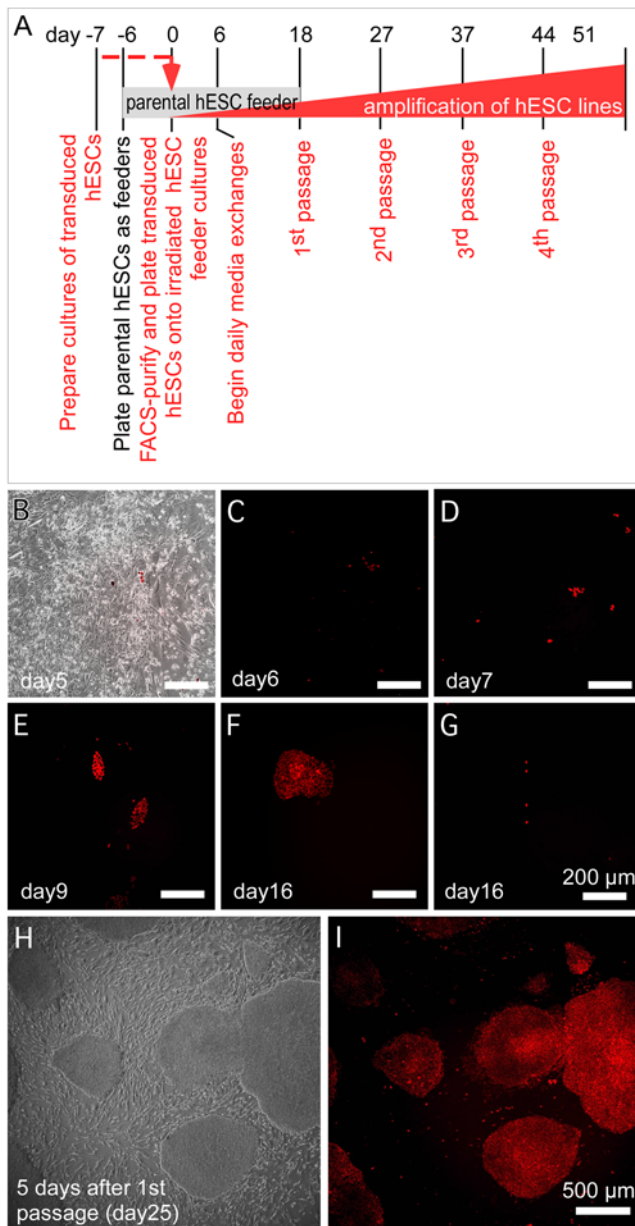 A
day -7 -6 0 6 18 27 37 44 51
parental hESC feeder
amplification of hESC lines
Prepare cultures of transduced
hESCs
Plate parental hESCs as feeders
FACS-purify and plate transduced
hESCs onto irradiated hESC
feeder cultures
Begin daily media exchanges
1st passage
2nd passage
3rd passage
4th passage
B
day5
C
day6
D
day7
E
day9
F
day16
G
200 µm
day16
H
5 days after 1st
passage (day25)
I
500 µm